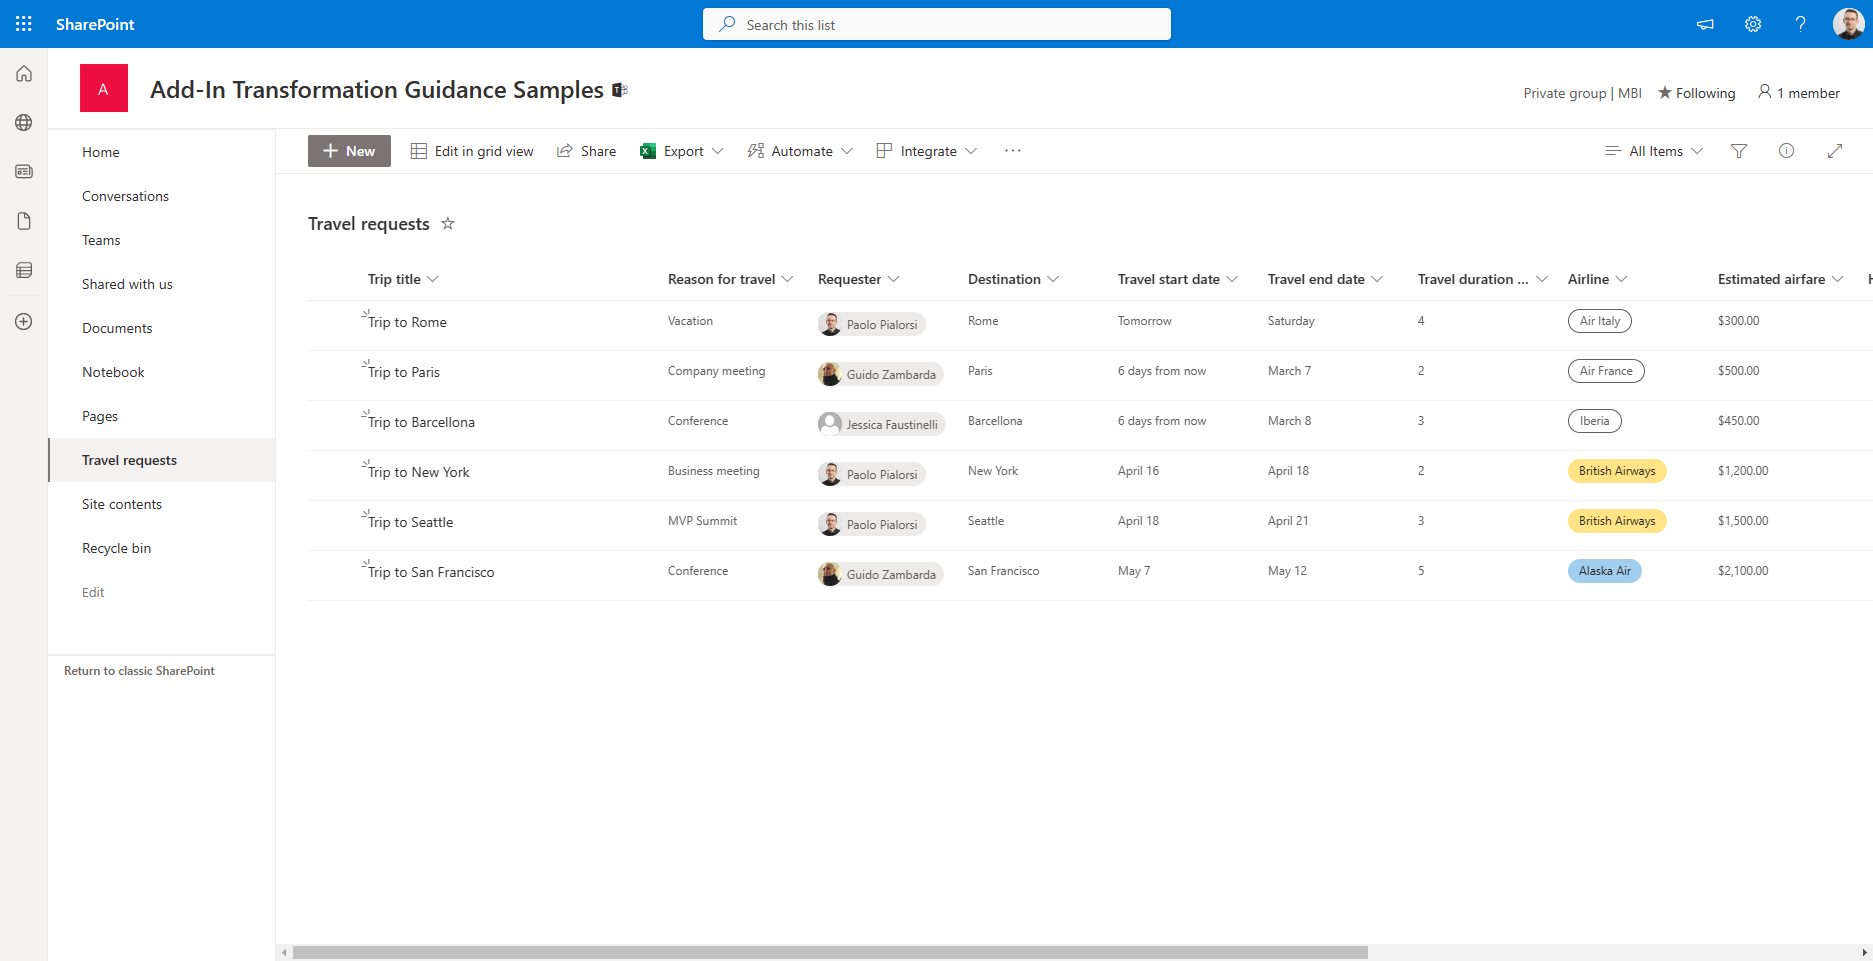 SharePoint
Search this list
A
Add-In Transformation Guidance Samples
Private group | MBI Following 1 member
Home
Conversations
Teams
Shared with us
Documents
Notebook
Pages
Travel requests
Site contents
Recycle bin
Edit
Return to classic SharePoint
New Edit in grid view Share Export Automate Integrate ··· All Items
Travel requests
Trip title Reason for travel Requester Destination Travel start date Travel end date Travel duration ... Airline Estimated airfare
Trip to Rome Vacation Paolo Pialorsi Rome Tomorrow Saturday 4 Air Italy $300.00
Trip to Paris Company meeting Guido Zambarda Paris 6 days from now March 7 2 Air France $500.00
Trip to Barcellona Conference Jessica Faustinelli Barcellona 6 days from now March 8 3 Iberia $450.00
Trip to New York Business meeting Paolo Pialorsi New York April 16 April 18 2 British Airways $1,200.00
Trip to Seattle MVP Summit Paolo Pialorsi Seattle April 18 April 21 3 British Airways $1,500.00
Trip to San Francisco Conference Guido Zambarda San Francisco May 7 May 12 5 Alaska Air $2,100.00